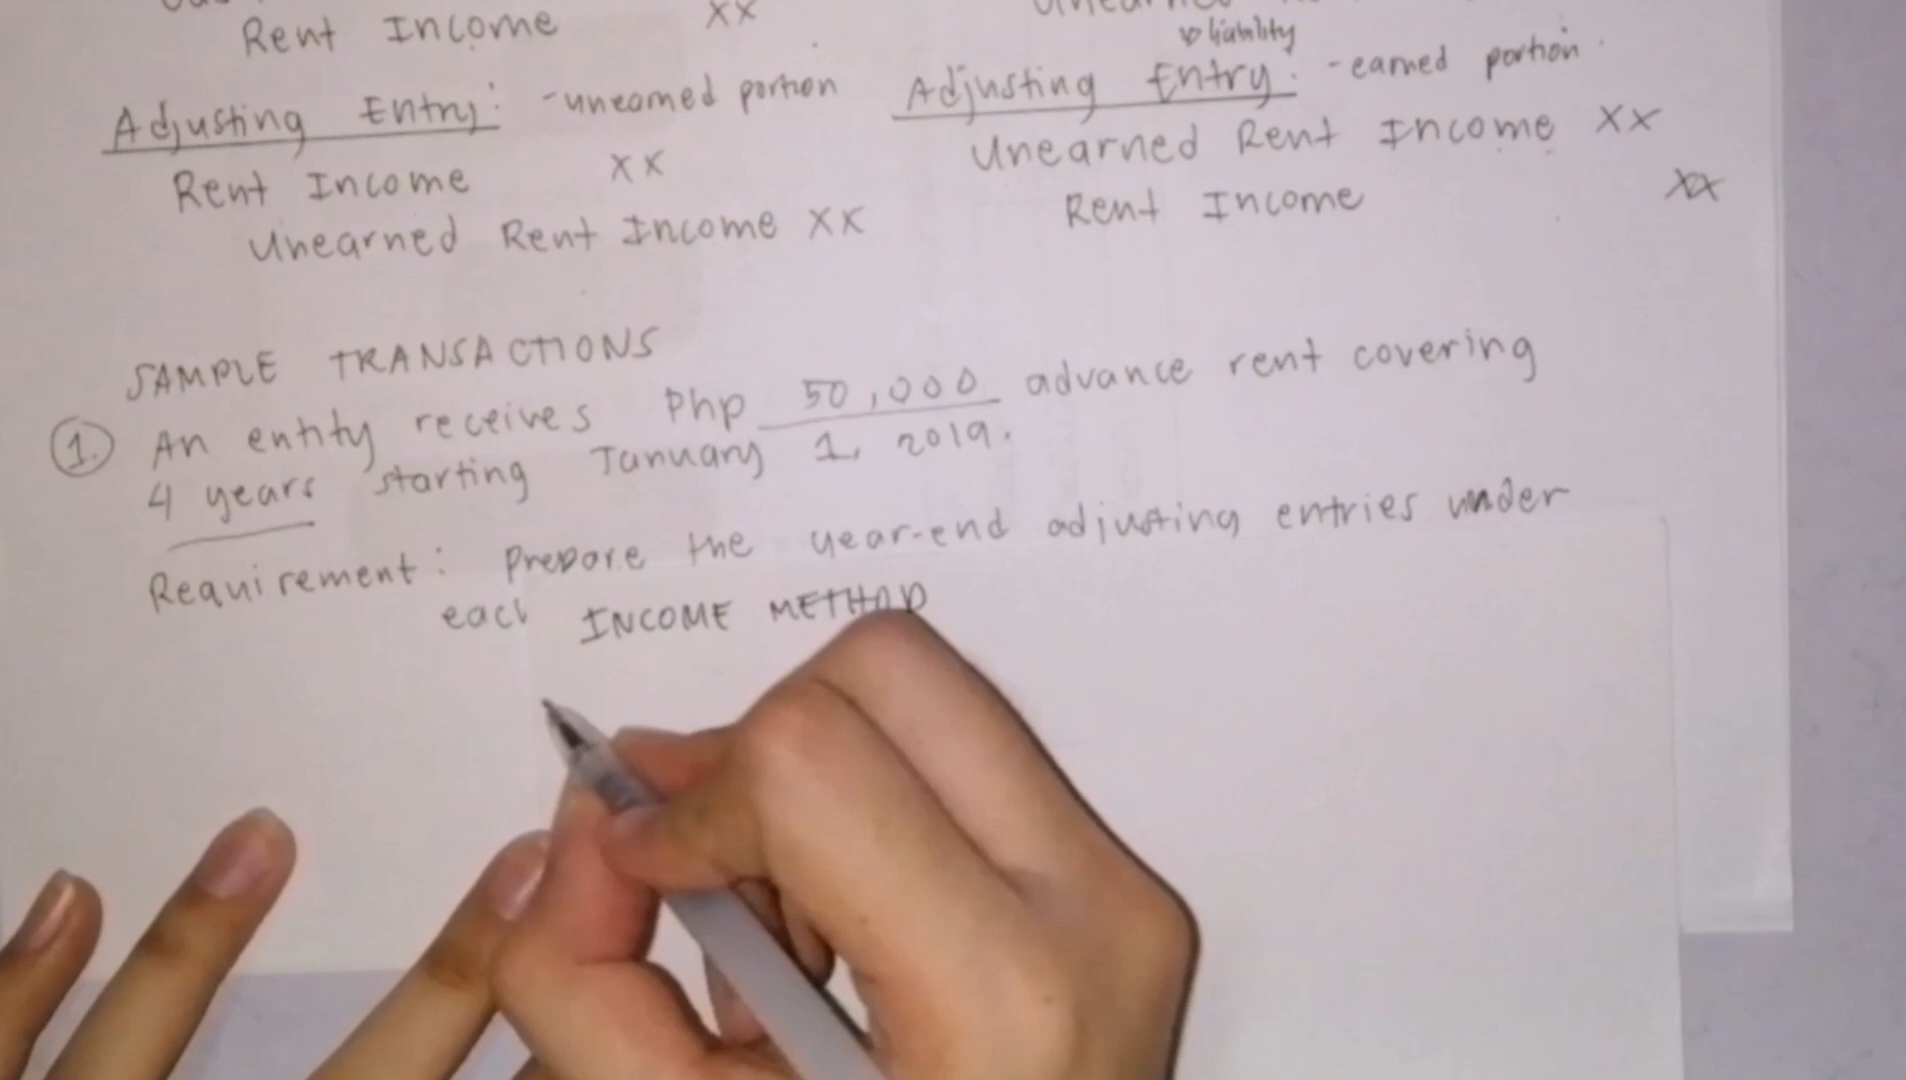 Rent Income XX
liability
Adjusting Entry: - unearned portion
Rent Income XX
Unearned Rent Income XX
Adjusting Entry: - earned portion
Unearned Rent Income XX
Rent Income XX
SAMPLE TRANSACTIONS
1. An entity receives Php 50,000 advance rent covering
4 years starting January 1, 2019.
Requirement: Prepare the year-end adjusting entries under
each
INCOME METHOD